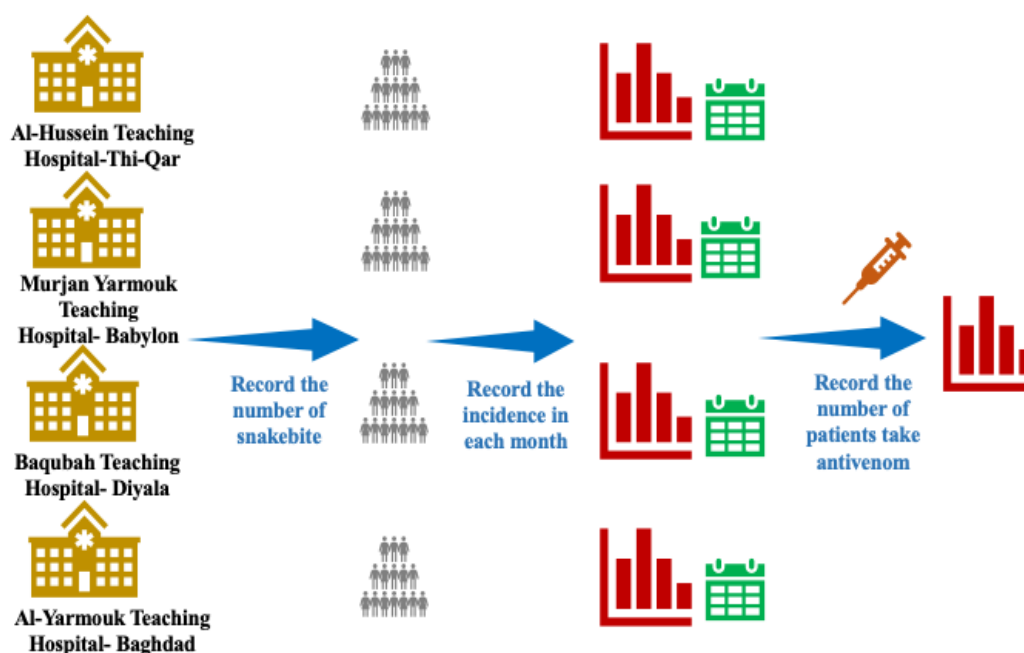 Al-Hussein Teaching
Hospital-Thi-Qar
Murjan Yarmouk
Teaching
Hospital- Babylon
Baqubah Teaching
Hospital- Diyala
Al-Yarmouk Teaching
Hospital- Baghdad
Record the
number of
snakebite
Record the
incidence in
each month
Record the
number of
patients take
antivenom